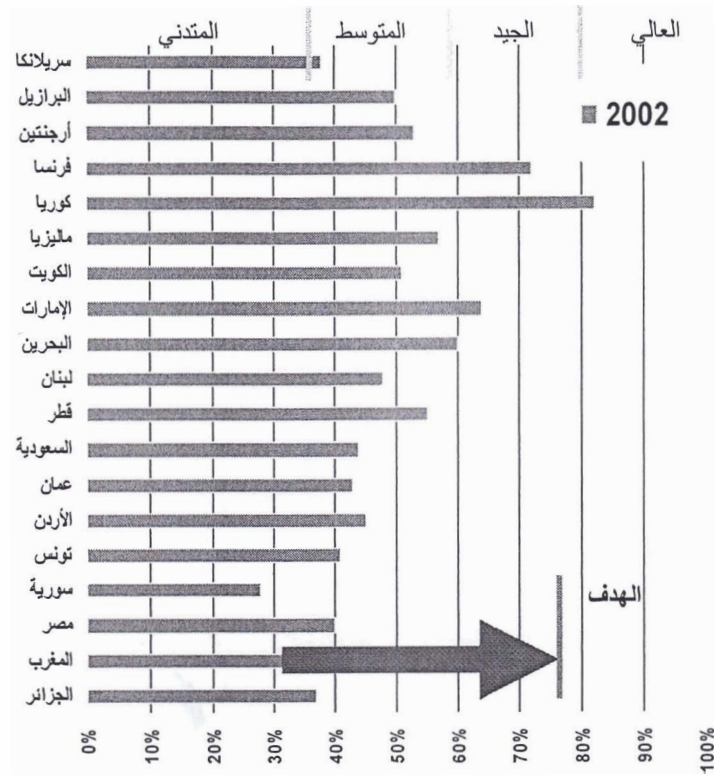 المتدني المتوسط الجيد العالي
2002
سريلانكا
البرازيل
أرجنتين
فرنسا
كوريا
ماليزيا
الكويت
الإمارات
البحرين
لبنان
قطر
السعودية
عمان
الأردن
تونس
سورية
الهدف
مصر
المغرب
الجزائر
0% 10% 20% 30% 40% 50% 60% 70% 80% 90% 100%